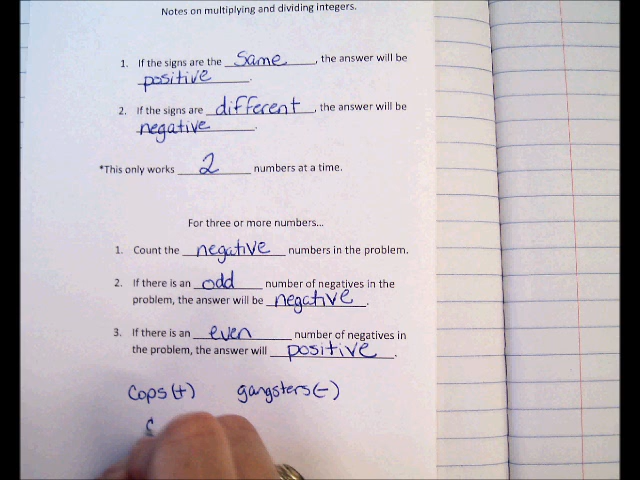 Notes on multiplying and dividing integers.
1. If the signs are the same, the answer will be
positive.
2. If the signs are different, the answer will be
negative.
*This only works 2 numbers at a time.
For three or more numbers...
1. Count the negative numbers in the problem.
2. If there is an odd number of negatives in the
problem, the answer will be negative.
3. If there is an even number of negatives in
the problem, the answer will positive.
Cops (+) gangsters (-)